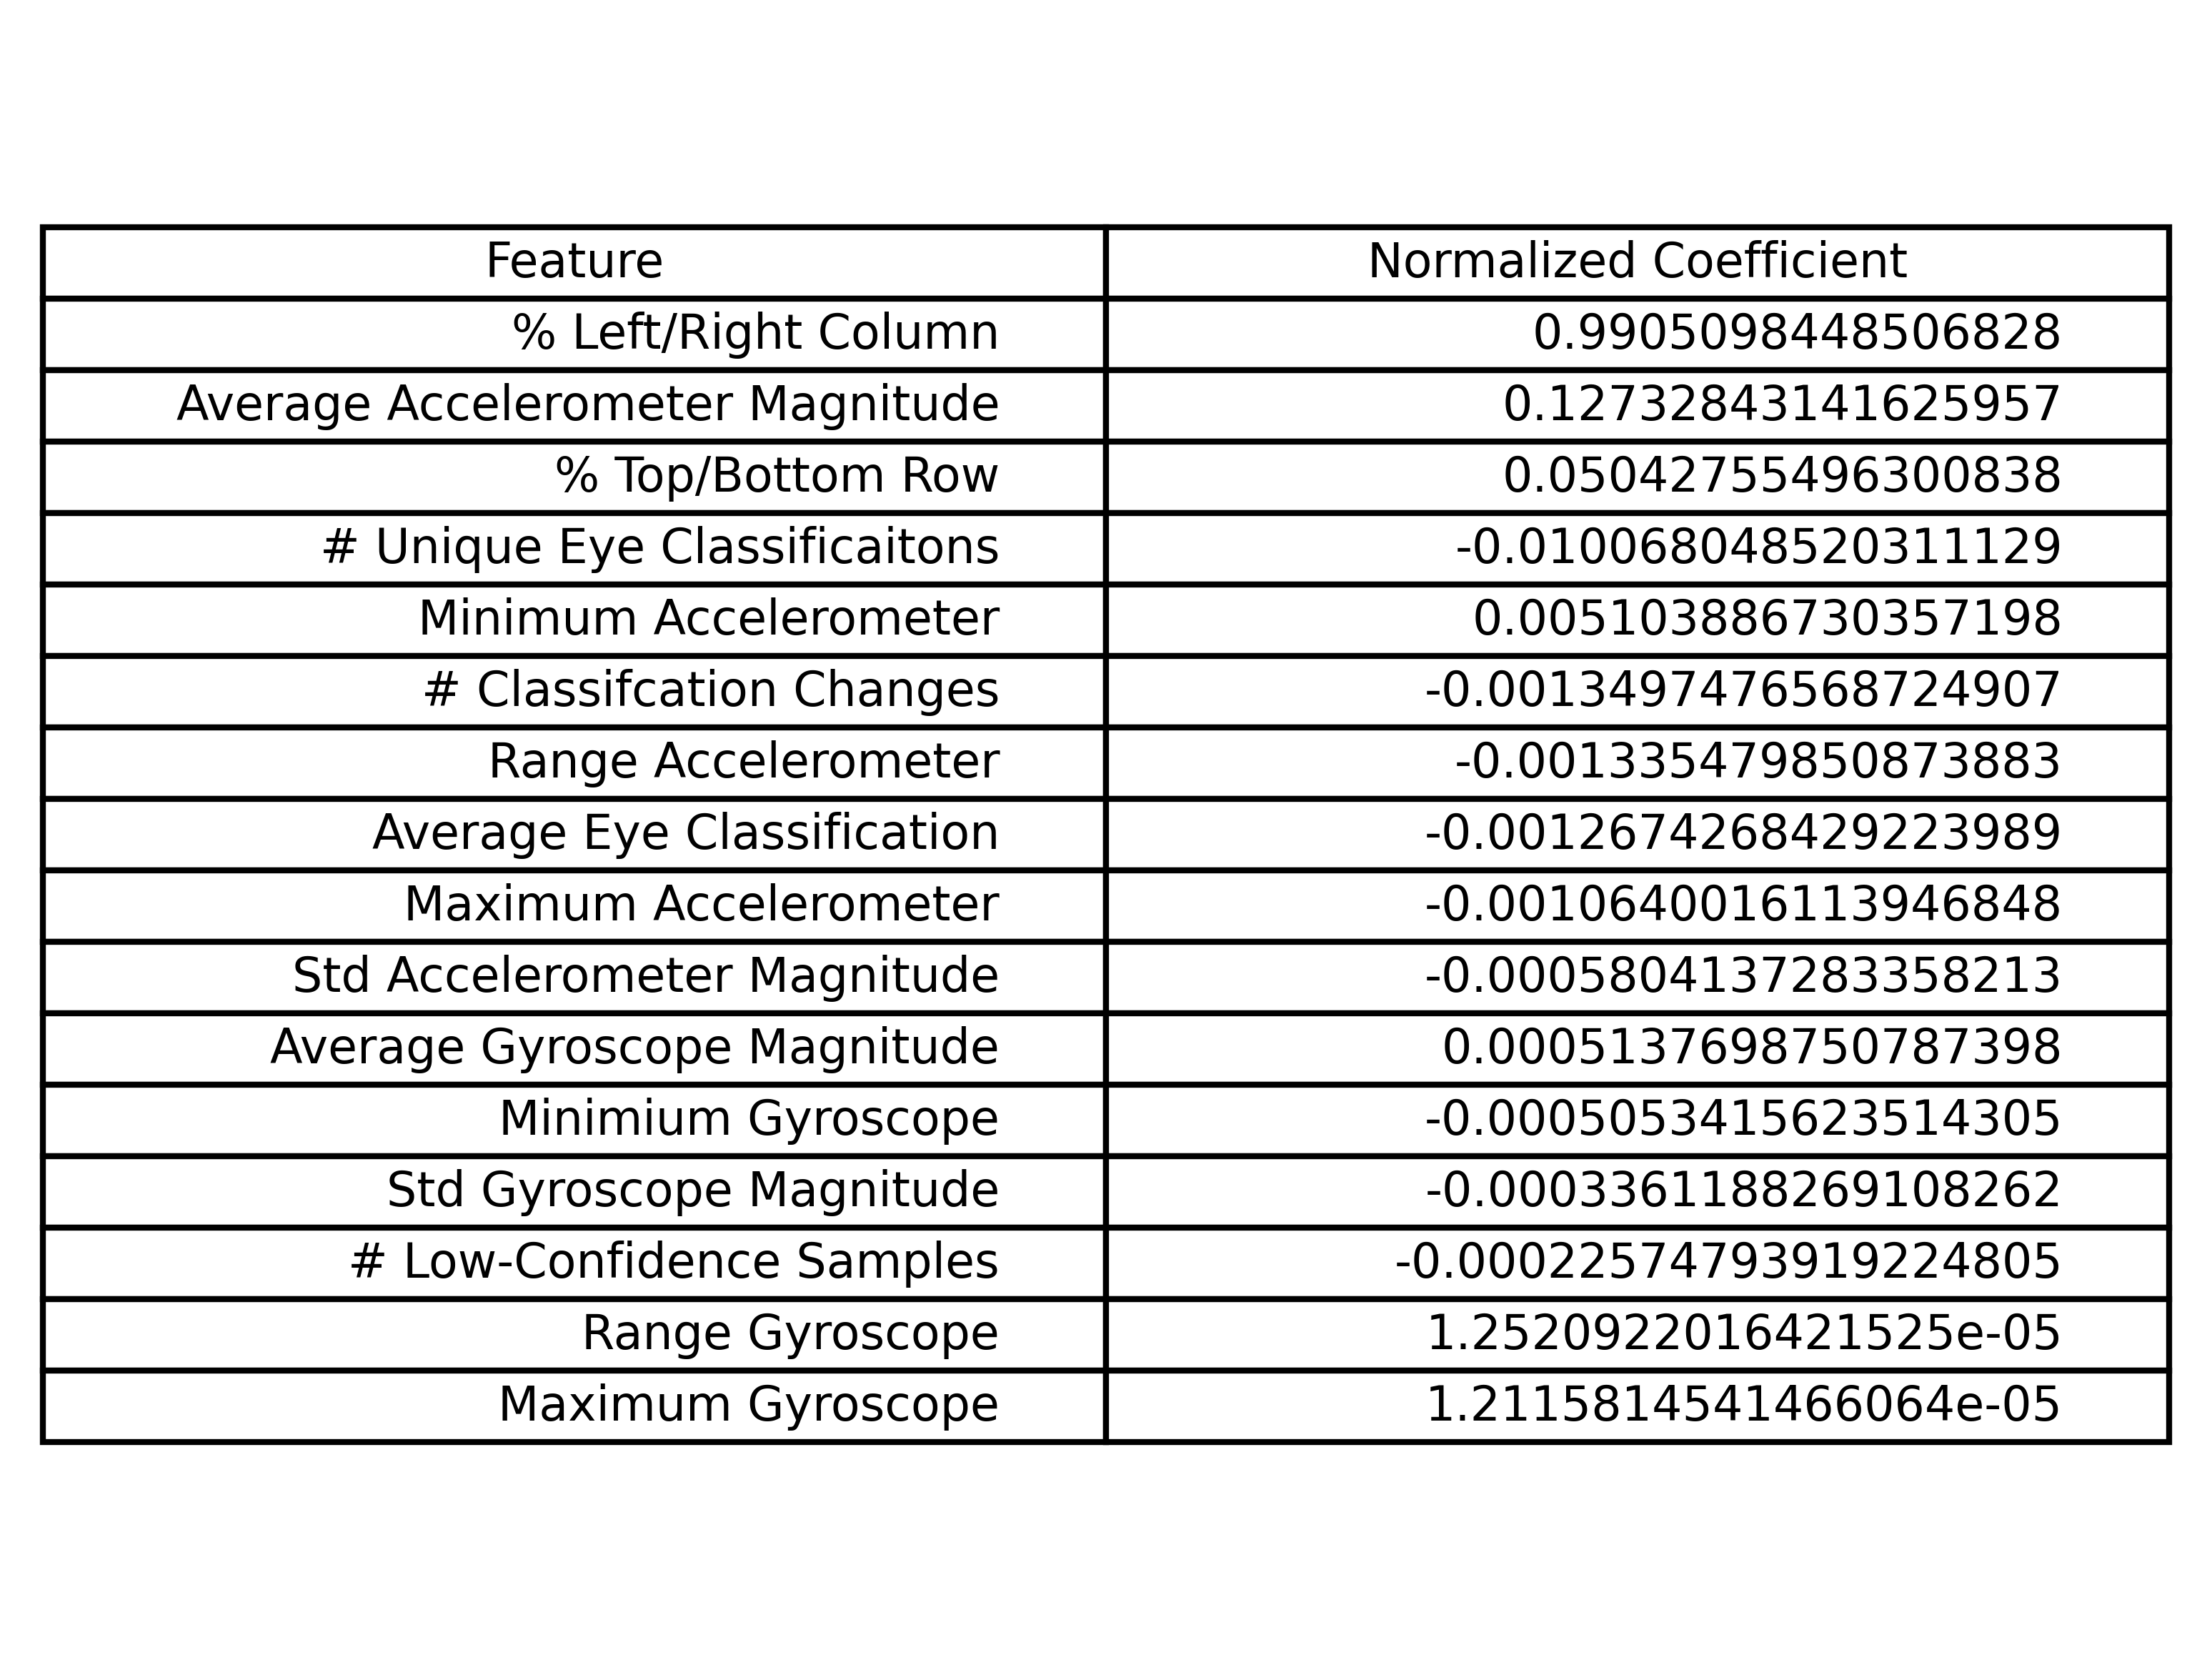 Feature Normalized Coefficient
% Left/Right Column 0.9905098448506828
Average Accelerometer Magnitude 0.12732843141625957
% Top/Bottom Row 0.05042755496300838
# Unique Eye Classificaitons -0.010068048520311129
Minimum Accelerometer 0.005103886730357198
# Classifcation Changes -0.0013497476568724907
Range Accelerometer -0.001335479850873883
Average Eye Classification -0.0012674268429223989
Maximum Accelerometer -0.0010640016113946848
Std Accelerometer Magnitude -0.0005804137283358213
Average Gyroscope Magnitude 0.0005137698750787398
Minimium Gyroscope -0.0005053415623514305
Std Gyroscope Magnitude -0.0003361188269108262
# Low-Confidence Samples -0.00022574793919224805
Range Gyroscope 1.2520922016421525e-05
Maximum Gyroscope 1.2115814541466064e-05